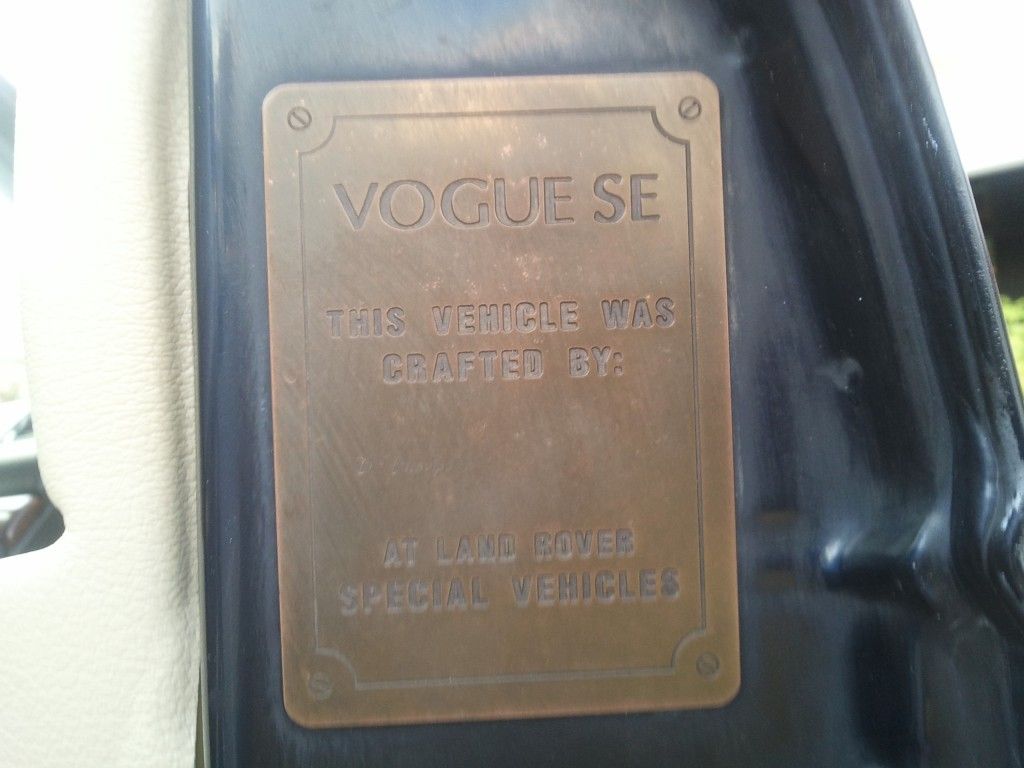 VOGUE SE
THIS VEHICLE WAS
CRAFTED BY:
AT LAND ROVER
SPECIAL VEHICLES